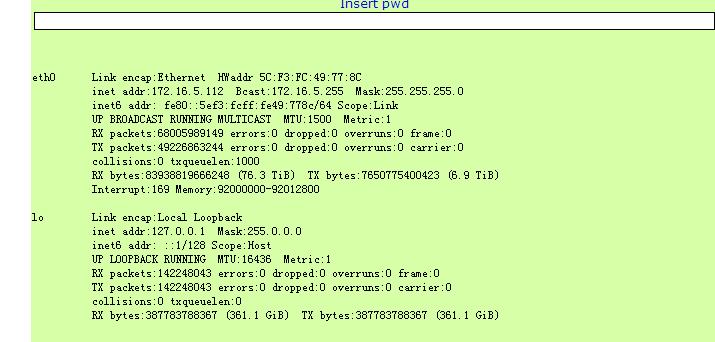 Insert pwd
eth0      Link encap:Ethernet  HWaddr 5C:F3:FC:49:77:8C
          inet addr:172.16.5.112  Bcast:172.16.5.255  Mask:255.255.255.0
          inet6 addr: fe80::5ef3:fcff:fe49:778c/64 Scope:Link
          UP BROADCAST RUNNING MULTICAST  MTU:1500  Metric:1
          RX packets:68005989149 errors:0 dropped:0 overruns:0 frame:0
          TX packets:49226863244 errors:0 dropped:0 overruns:0 carrier:0
          collisions:0 txqueuelen:1000
          RX bytes:83938819666248 (76.3 TiB)  TX bytes:7650775400423 (6.9 TiB)
          Interrupt:169 Memory:92000000-92012800
lo        Link encap:Local Loopback
          inet addr:127.0.0.1  Mask:255.0.0.0
          inet6 addr: ::1/128 Scope:Host
          UP LOOPBACK RUNNING  MTU:16436  Metric:1
          RX packets:142248043 errors:0 dropped:0 overruns:0 frame:0
          TX packets:142248043 errors:0 dropped:0 overruns:0 carrier:0
          collisions:0 txqueuelen:0
          RX bytes:387783788367 (361.1 GiB)  TX bytes:387783788367 (361.1 GiB)